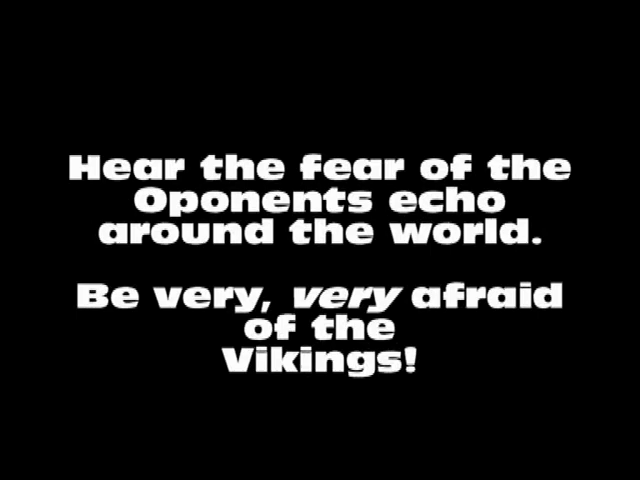 Hear the fear of the
Oponents echo
around the world.
Be very, very afraid
of the
Vikings!